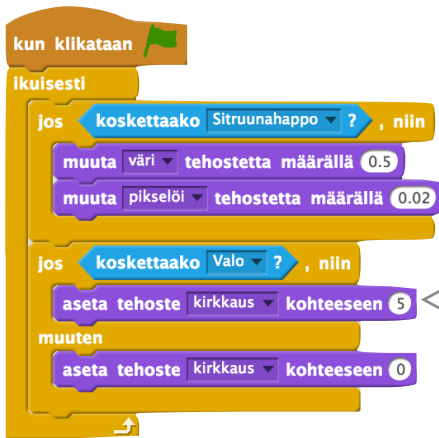 kun klikataan
ikuisesti
jos koskettaako Sitruunahappo ? , niin
muuta väri tehostetta määrällä 0.5
muuta pikselöi tehostetta määrällä 0.02
jos koskettaako Valo ? , niin
aseta tehoste kirkkaus kohteeseen 5
muuten
aseta tehoste kirkkaus kohteeseen 0